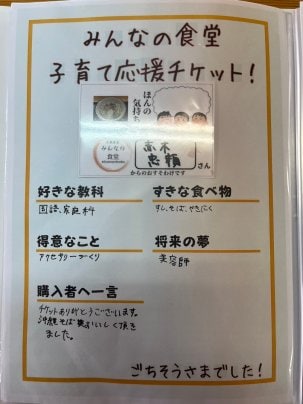 みんなの食堂
子育て応援チケット!
ほんの
気持ち
みんなの
食堂
さん
からのおすそわけです
好きな教科
国語、家庭科
すきな食べ物
すし、そば、やきにく
得意なこと
アクセサリーづくり
将来の夢
美容師
購入者へ一言
チケットありがとうございます。
沖縄そば美おいしく頂き
ました。
ごちそうさまでした!